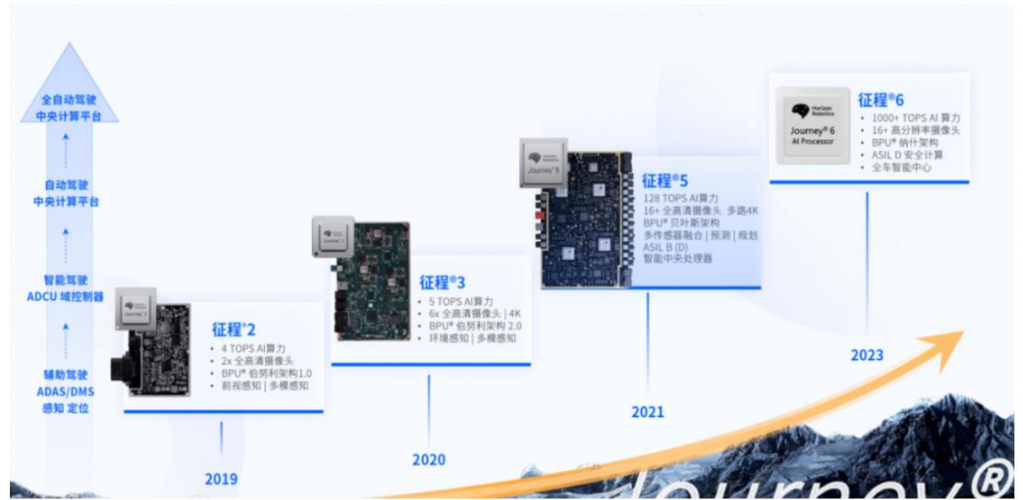 全自动驾驶
中央计算平台
自动驾驶
中央计算平台
智能驾驶
ADCU 域控制器
辅助驾驶
ADAS/DMS
感知 定位
Journey 2
征程®2
• 4 TOPS AI算力
• 2x 全高清摄像头
• BPU® 伯努利架构1.0
• 前视感知 | 多模感知
2019
Journey 3
征程®3
• 5 TOPS AI算力
• 6x 全高清摄像头 | 4K
• BPU® 伯努利架构 2.0
• 环境感知 | 多模感知
2020
Journey 5
征程®5
128 TOPS AI算力
16+ 全高清摄像头 多路4K
BPU® 贝叶斯架构
多传感器融合 | 预测 | 规划
ASIL B (D)
智能中央处理器
2021
Horizon
Robotics
Journey® 6
AI Processor
征程®6
• 1000+ TOPS AI 算力
• 16+ 高分辨率摄像头
• BPU® 纳什架构
• ASIL D 安全计算
• 全车智能中心
2023
Journey®